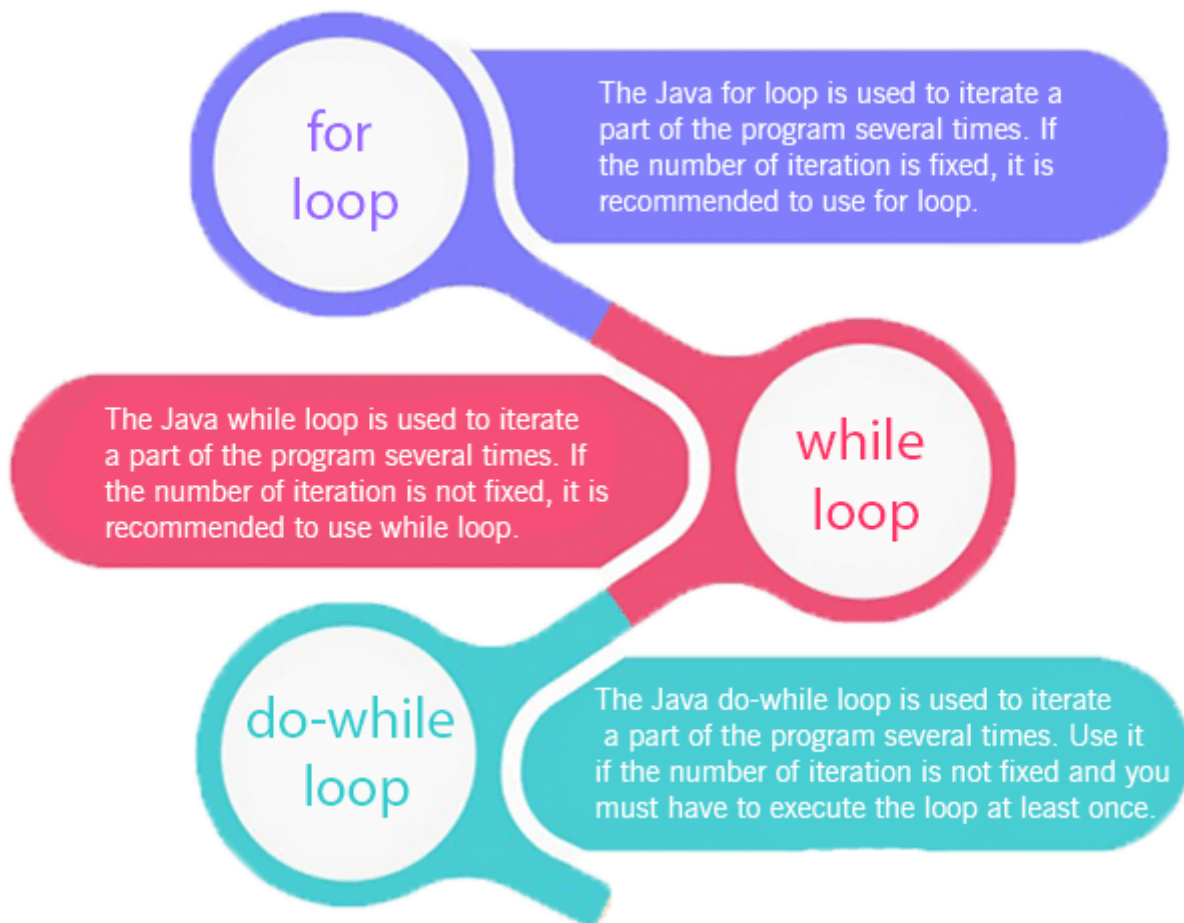 for
loop
The Java for loop is used to iterate a
part of the program several times. If
the number of iteration is fixed, it is
recommended to use for loop.
The Java while loop is used to iterate
a part of the program several times. If
the number of iteration is not fixed, it is
recommended to use while loop.
while
loop
do-while
loop
The Java do-while loop is used to iterate
a part of the program several times. Use it
if the number of iteration is not fixed and you
must have to execute the loop at least once.